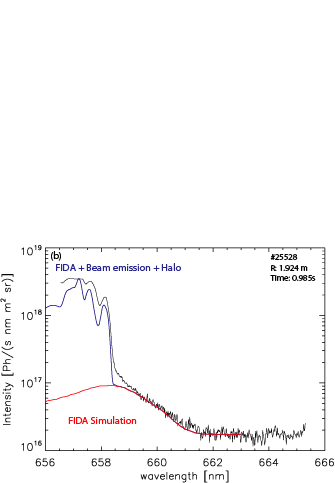 (b)
FIDA + Beam emission + Halo
#25528
R: 1.924 m
Time: 0.985s
FIDA Simulation
Intensity [Ph/(s nm m² sr)]
10¹⁹
10¹⁸
10¹⁷
10¹⁶
656 658 660 662 664 666
wavelength [nm]